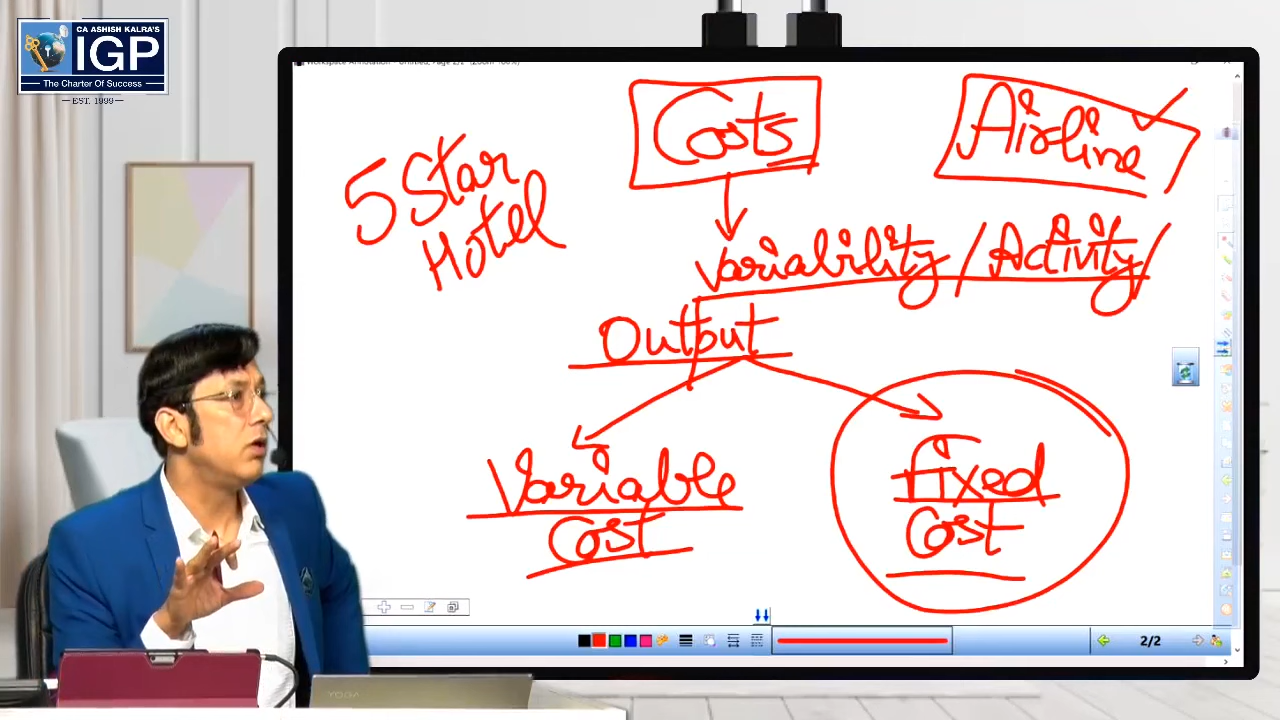 CA ASHISH KALRA'S
IGP
The Charter Of Success
EST. 1999
Costs
Airline
5 Star
Hotel
Variability / Activity /
Output
Variable
Cost
fixed
Cost
2/2
YOGA